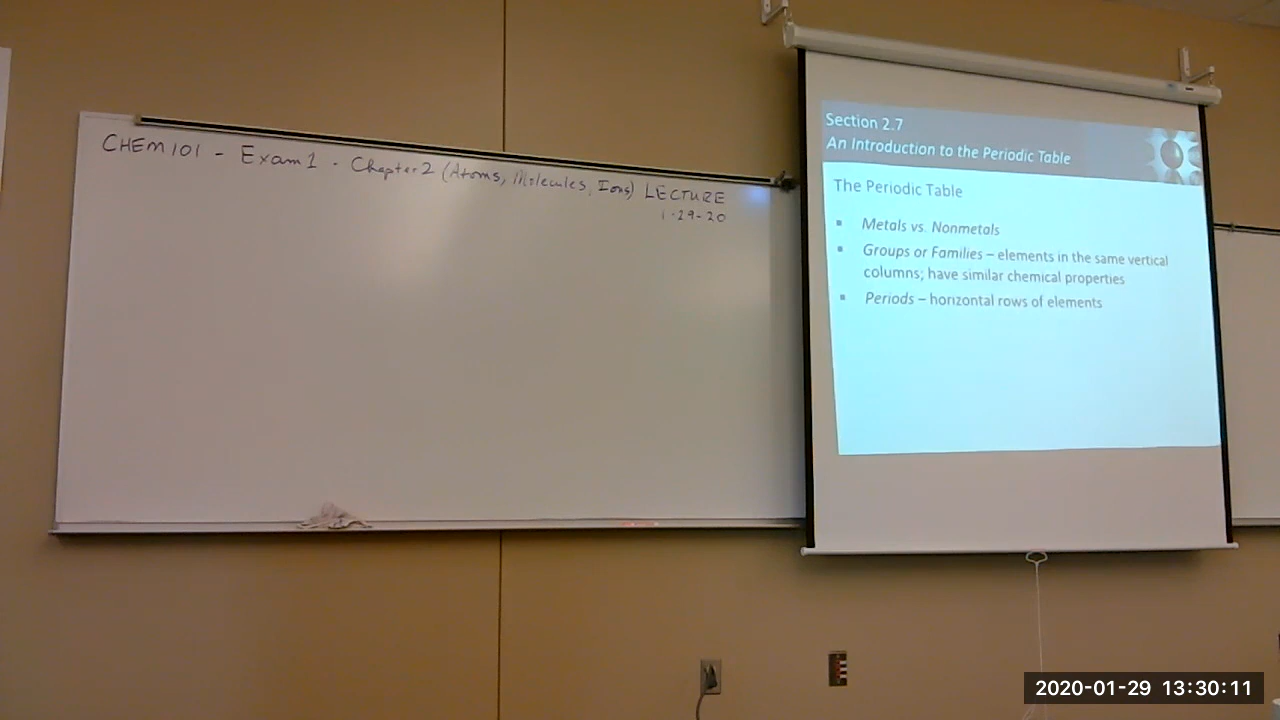 CHEM 101 - Exam 1 - Chapter 2 (Atoms, Molecules, Ions) LECTURE
1-29-20
Section 2.7
An Introduction to the Periodic Table
The Periodic Table
▪ Metals vs. Nonmetals
▪ Groups or Families – elements in the same vertical
columns; have similar chemical properties
▪ Periods – horizontal rows of elements
2020-01-29 13:30:11